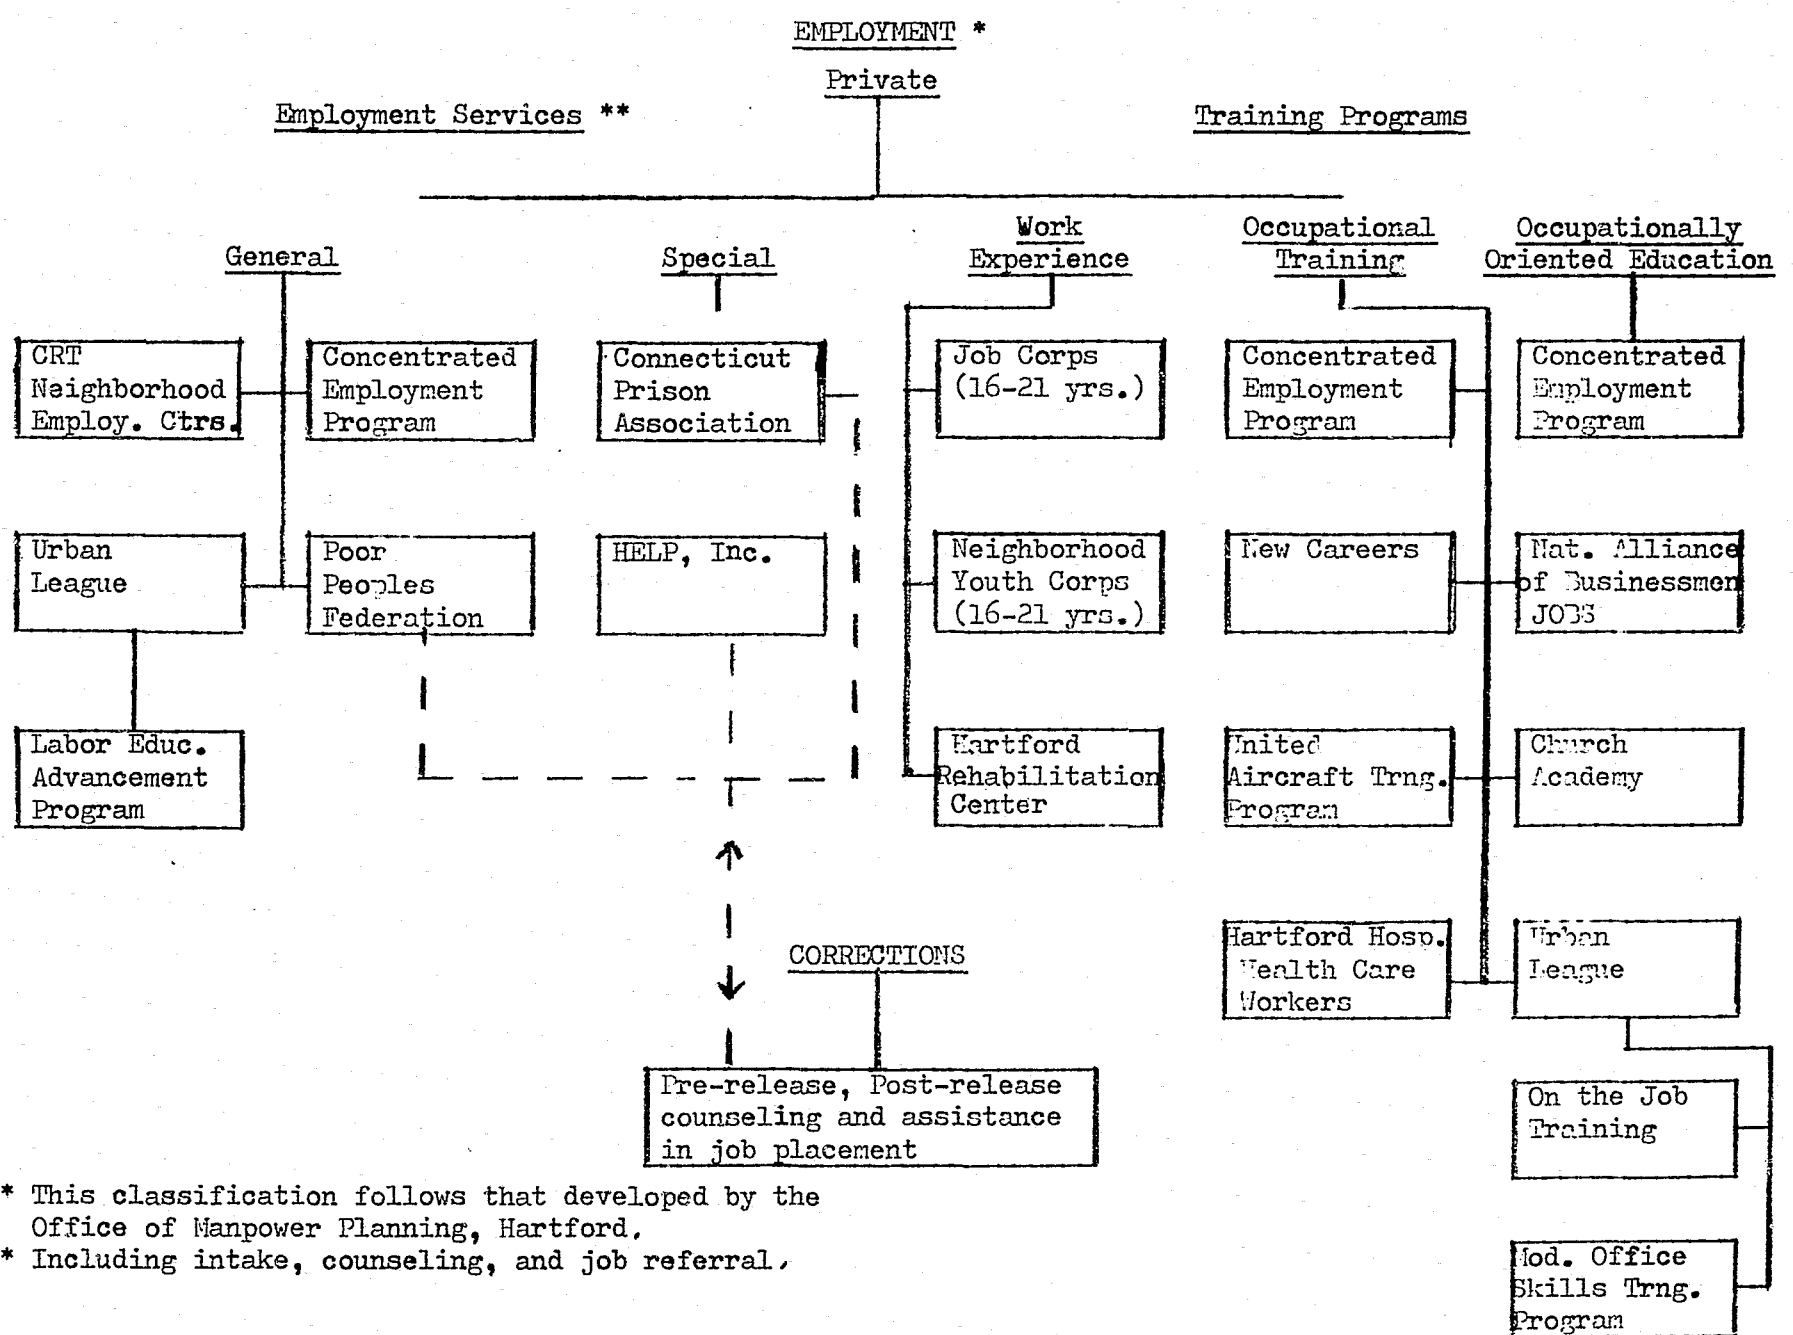 EMPLOYMENT *
Private
Employment Services **
Training Programs
General
Special
Work
Experience
Occupational
Training
Occupationally
Oriented Education
CRT
Neighborhood
Employ. Ctrs.
Concentrated
Employment
Program
Connecticut
Prison
Association
Job Corps
(16-21 yrs.)
Concentrated
Employment
Program
Concentrated
Employment
Program
Urban
League
Poor
Peoples
Federation
HELP, Inc.
Neighborhood
Youth Corps
(16-21 yrs.)
New Careers
Nat. Alliance
of Businessmen
JOBS
Labor Educ.
Advancement
Program
Hartford
Rehabilitation
Center
United
Aircraft Trng.
Program
Church
Academy
Hartford Hosp.
Health Care
Workers
Urban
League
CORRECTIONS
Pre-release, Post-release
counseling and assistance
in job placement
On the Job
Training
Mod. Office
Skills Trng.
Program
* This classification follows that developed by the
Office of Manpower Planning, Hartford.
* Including intake, counseling, and job referral.